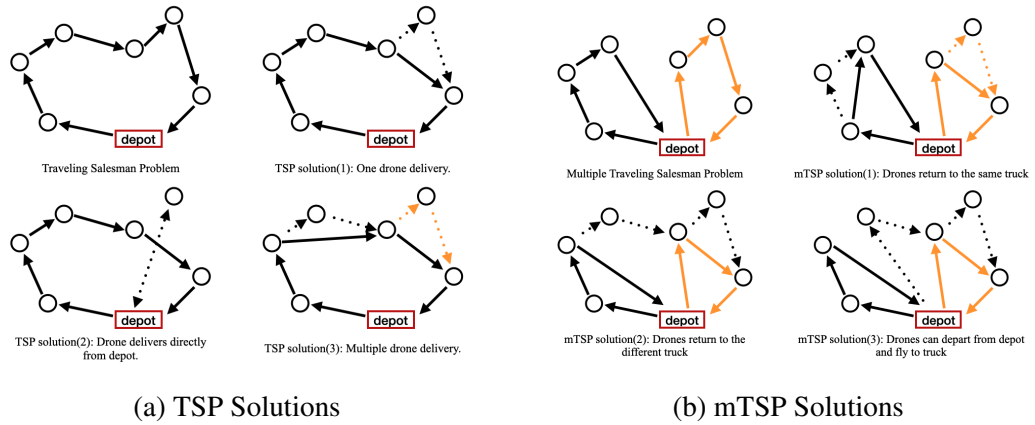 depot
depot
Traveling Salesman Problem
TSP solution(1): One drone delivery.
depot
depot
TSP solution(2): Drone delivers directly
from depot.
TSP solution(3): Multiple drone delivery.
(a) TSP Solutions
depot
depot
Multiple Traveling Salesman Problem
mTSP solution(1): Drones return to the same truck
depot
depot
mTSP solution(2): Drones return to the
different truck
mTSP solution(3): Drones can depart from depot
and fly to truck
(b) mTSP Solutions